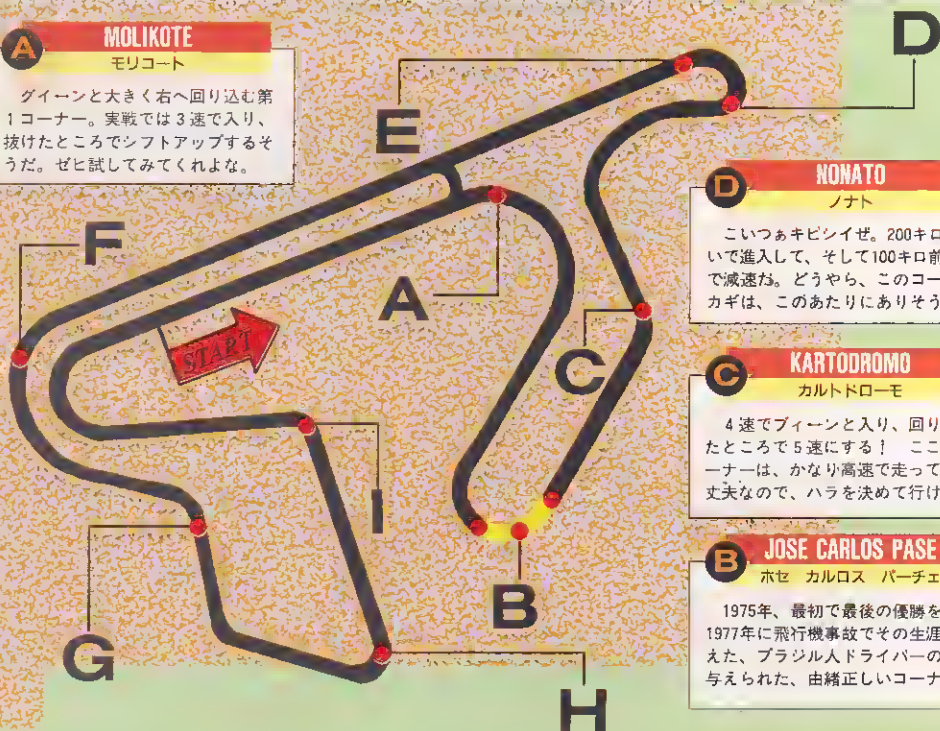 A
MOLIKOTE
モリコート
グイーンと大きく右へ回り込む第
1コーナー。実戦では3速で入り、
抜けたところでシフトアップするそ
うだ。ゼヒ試してみてくれよな。
D
E
D
NONATO
ノナト
こいつぁキビシイぜ。200キロ
いで進入して、そして100キロ前
で減速だ。どうやら、このコー
カギは、このあたりにありそう
F
A
START
C
C
KARTODROMO
カルトドローモ
4速でブィーンと入り、回り
たところで5速にする! ここ
ーナーは、かなり高速で走って
丈夫なので、ハラを決めて行け
I
B
B
JOSE CARLOS PASE
ホセ カルロス パーチェ
1975年、最初で最後の優勝を
1977年に飛行機事故でその生涯
えた、ブラジル人ドライバーの
与えられた、由緒正しいコーナ
G
H